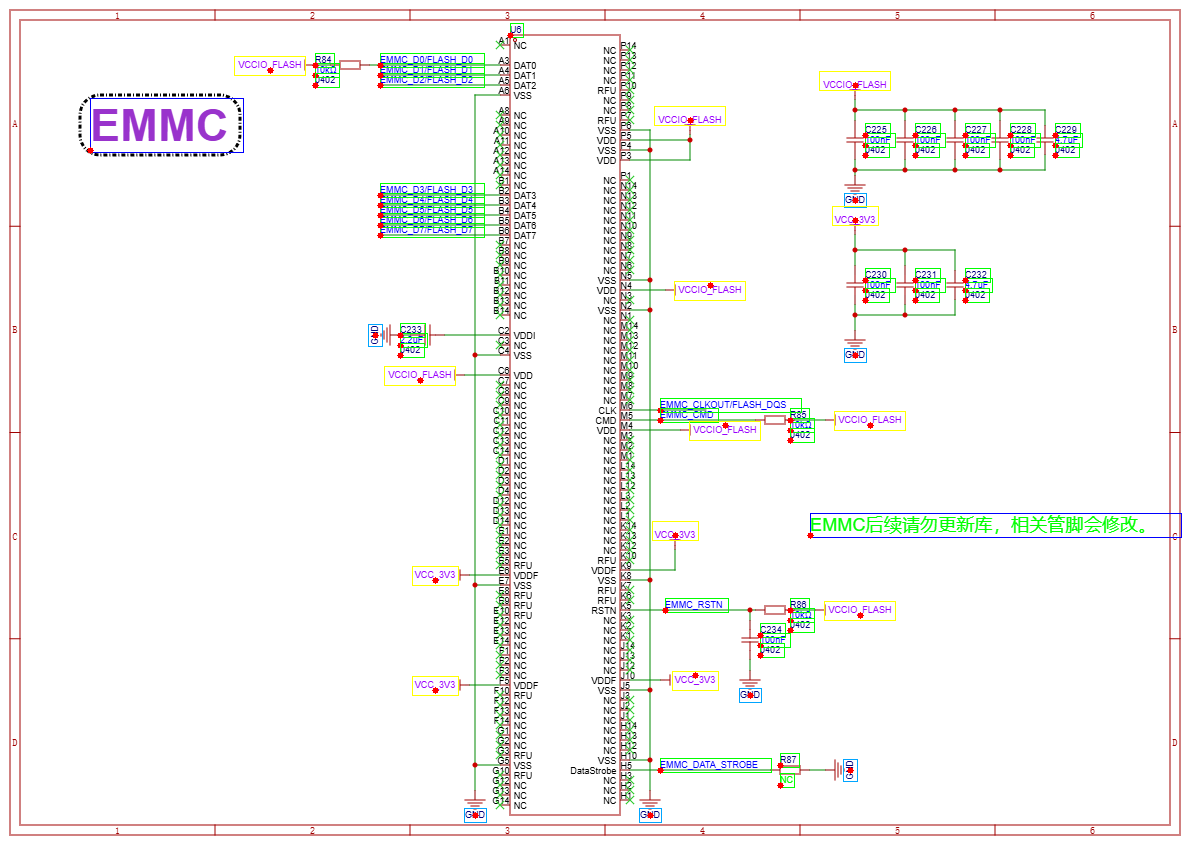 1 2 3 4 5 6
A
B
C
D
EMMC
VCCIO_FLASH
R84
10kΩ
0402
EMMC_D0/FLASH_D0
EMMC_D1/FLASH_D1
EMMC_D2/FLASH_D2
EMMC_D3/FLASH_D3
EMMC_D4/FLASH_D4
EMMC_D5/FLASH_D5
EMMC_D6/FLASH_D6
EMMC_D7/FLASH_D7
GND
C233
2.2uF
0402
VCCIO_FLASH
VCC_3V3
VCC_3V3
GND
U6
A1 NC
A3 DAT0
A4 DAT1
A5 DAT2
A6 VSS
A8 NC
A9 NC
A10 NC
A11 NC
A12 NC
A13 NC
A14 NC
B1 NC
B2 DAT3
B3 DAT4
B4 DAT5
B5 DAT6
B6 DAT7
B7 NC
B8 NC
B9 NC
B10 NC
B11 NC
B12 NC
B13 NC
B14 NC
C2 VDDI
C3 NC
C4 VSS
C6 VDD
C7 NC
C8 NC
C9 NC
C10 NC
C11 NC
C12 NC
C13 NC
C14 NC
D1 NC
D2 NC
D3 NC
D4 NC
D12 NC
D13 NC
D14 NC
E1 NC
E2 NC
E3 NC
E5 RFU
E6 VDDF
E7 VSS
E8 RFU
E9 RFU
E10 RFU
E12 NC
E13 NC
E14 NC
F1 NC
F2 NC
F3 NC
F5 VDDF
F10 RFU
F12 NC
F13 NC
F14 NC
G1 NC
G2 NC
G3 RFU
G5 VSS
G10 RFU
G12 NC
G13 NC
G14 NC
NC P14
NC P13
NC P12
NC P11
RFU P10
NC P9
NC P8
RFU P7
VSS P6
VDD P5
VSS P4
VDD P3
NC P1
NC N14
NC N13
NC N12
NC N11
NC N10
NC N9
NC N8
NC N7
NC N6
VSS N5
VDD N4
NC N3
VSS N2
NC N1
NC M14
NC M13
NC M12
NC M11
NC M10
NC M9
NC M8
NC M7
CLK M6
CMD M5
VDD M4
NC M3
NC M2
NC M1
NC L14
NC L13
NC L12
NC L3
NC L2
NC L1
NC K14
NC K13
NC K12
RFU K10
VDDF K9
VSS K8
RFU K7
RFU K6
RSTN K5
NC K3
NC K2
NC K1
NC J14
NC J13
NC J12
VDDF J10
VSS J5
NC J3
NC J2
NC J1
NC H14
NC H13
NC H12
VSS H10
DataStrobe H5
NC H3
NC H2
NC H1
VCCIO_FLASH
VCCIO_FLASH
EMMC_CLKOUT/FLASH_DQS
EMMC_CMD
R85
10kΩ
0402
VCCIO_FLASH
VCCIO_FLASH
VCC_3V3
EMMC_RSTN
R86
10kΩ
0402
VCCIO_FLASH
C234
100nF
0402
GND
VCC_3V3
EMMC_DATA_STROBE
R87
NC
GND
GND
VCCIO_FLASH
C225 C226 C227 C228 C229
100nF 100nF 100nF 100nF 4.7uF
0402 0402 0402 0402 0402
GND
VCC_3V3
C230 C231 C232
100nF 100nF 4.7uF
0402 0402 0402
GND
EMMC后续请勿更新库，相关管脚会修改。
A
B
C
D
1 2 3 4 5 6